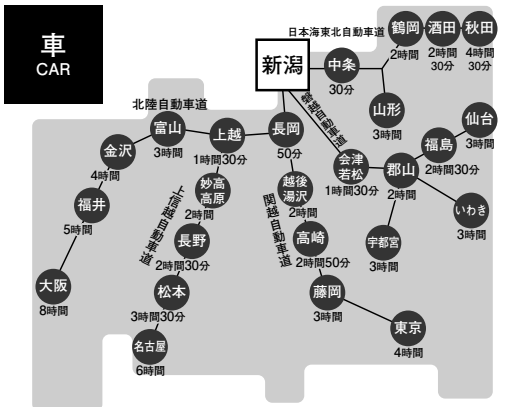 車
CAR
日本海東北自動車道
鶴岡
2時間
酒田
2時間
30分
秋田
4時間
30分
新潟
中条
30分
山形
3時間
磐越自動車道
仙台
3時間
北陸自動車道
富山
3時間
上越
1時間30分
長岡
50分
金沢
4時間
福井
5時間
大阪
8時間
会津
若松
1時間30分
郡山
2時間
福島
2時間30分
いわき
3時間
宇都宮
3時間
妙高
高原
2時間
上信越自動車道
長野
2時間30分
松本
3時間30分
名古屋
6時間
越後
湯沢
2時間
関越自動車道
高崎
2時間50分
藤岡
3時間
東京
4時間